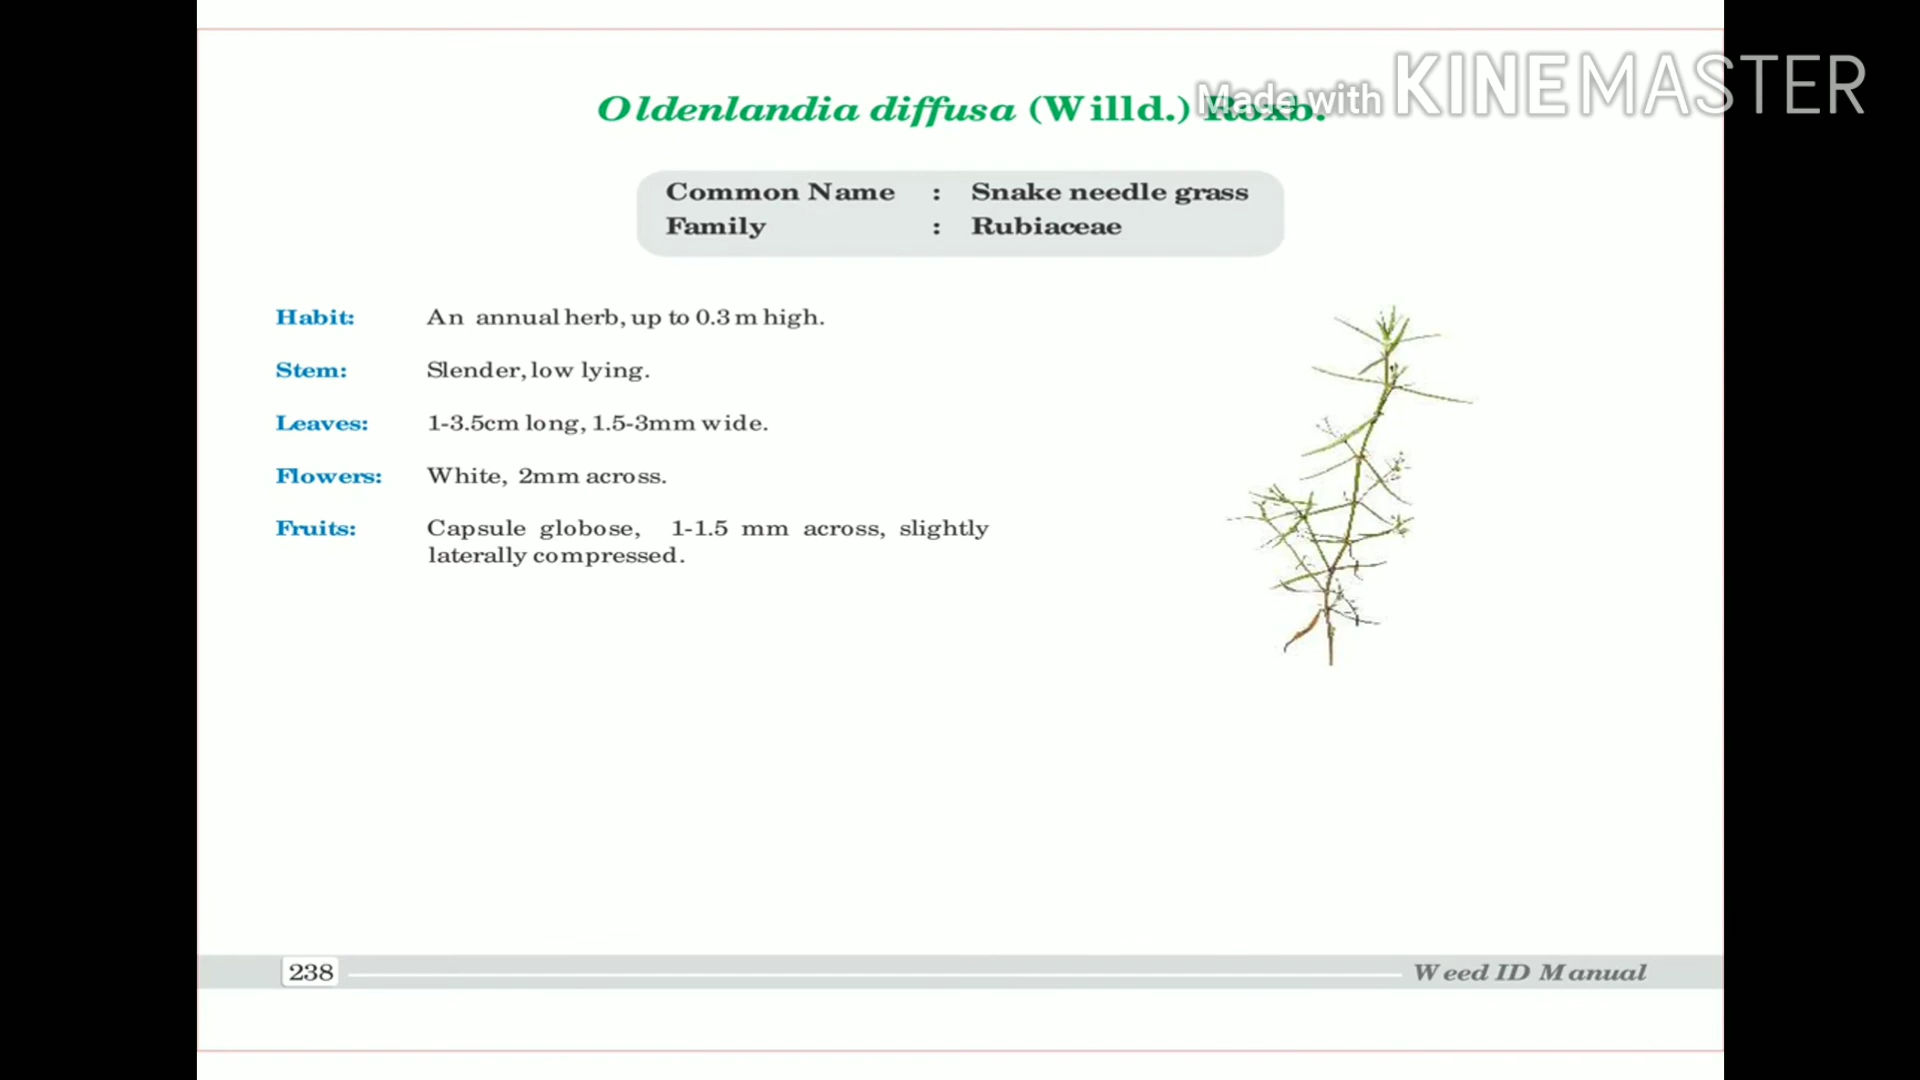 Made with KINEMASTER
Oldenlandia diffusa (Willd.) Roxb.
Common Name : Snake needle grass
Family : Rubiaceae
Habit: An annual herb, up to 0.3 m high.
Stem: Slender, low lying.
Leaves: 1-3.5cm long, 1.5-3mm wide.
Flowers: White, 2mm across.
Fruits: Capsule globose, 1-1.5 mm across, slightly
laterally compressed.
238
Weed ID Manual